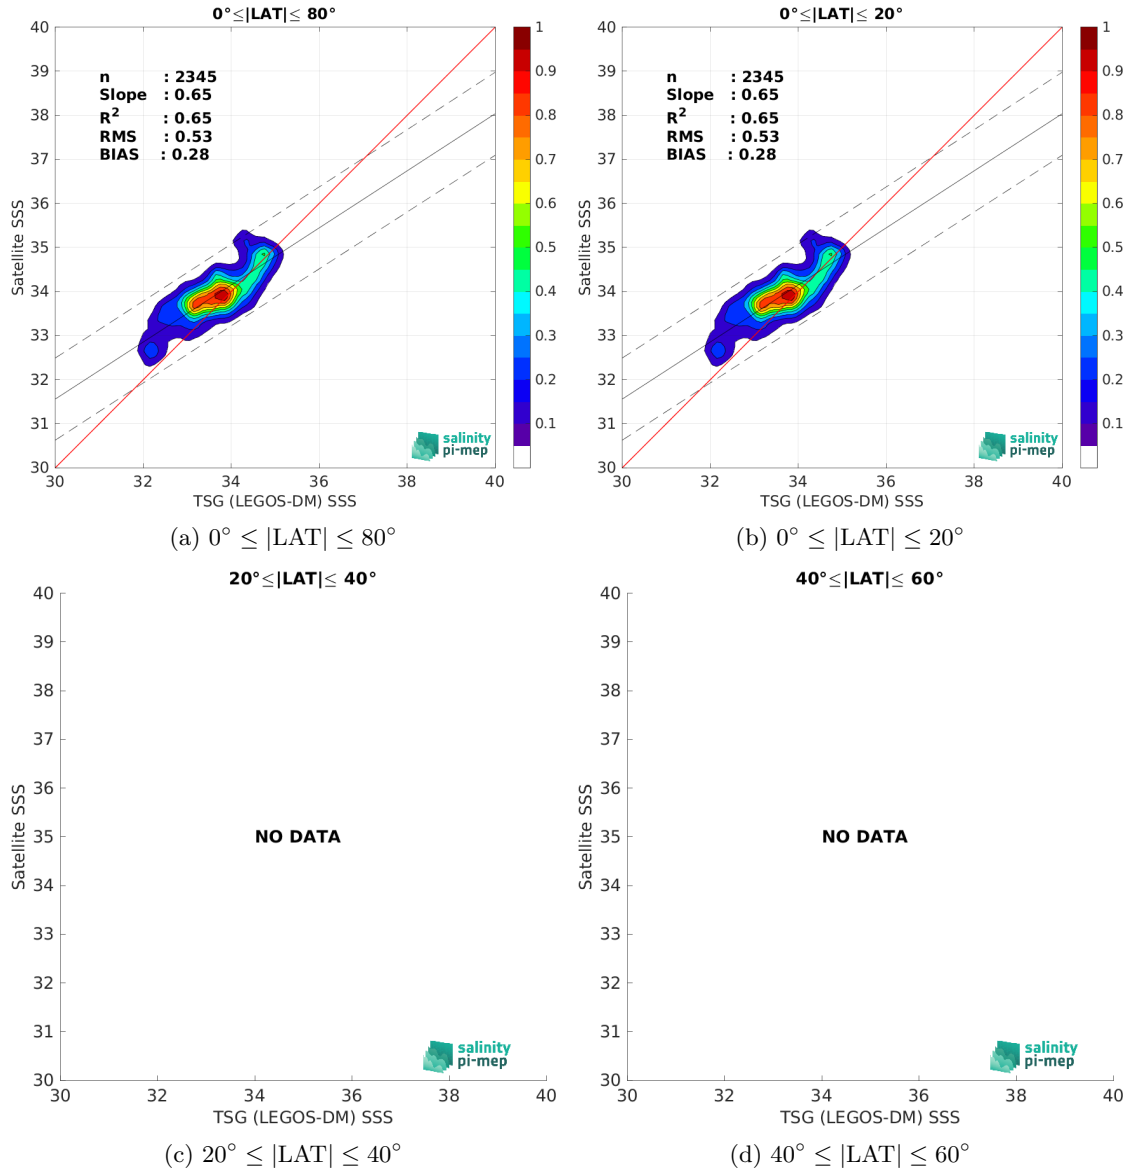 0°≤|LAT|≤ 80°
40
39
38
37
36
35
34
33
32
31
30
Satellite SSS
n : 2345
Slope : 0.65
R² : 0.65
RMS : 0.53
BIAS : 0.28
salinity
pi-mep
30 32 34 36 38 40
TSG (LEGOS-DM) SSS
1
0.9
0.8
0.7
0.6
0.5
0.4
0.3
0.2
0.1
(a) 0° ≤ |LAT| ≤ 80°
0°≤|LAT|≤ 20°
40
39
38
37
36
35
34
33
32
31
30
Satellite SSS
n : 2345
Slope : 0.65
R² : 0.65
RMS : 0.53
BIAS : 0.28
salinity
pi-mep
30 32 34 36 38 40
TSG (LEGOS-DM) SSS
1
0.9
0.8
0.7
0.6
0.5
0.4
0.3
0.2
0.1
(b) 0° ≤ |LAT| ≤ 20°
20°≤|LAT|≤ 40°
40
39
38
37
36
35
34
33
32
31
30
Satellite SSS
NO DATA
salinity
pi-mep
30 32 34 36 38 40
TSG (LEGOS-DM) SSS
(c) 20° ≤ |LAT| ≤ 40°
40°≤|LAT|≤ 60°
40
39
38
37
36
35
34
33
32
31
30
Satellite SSS
NO DATA
salinity
pi-mep
30 32 34 36 38 40
TSG (LEGOS-DM) SSS
(d) 40° ≤ |LAT| ≤ 60°